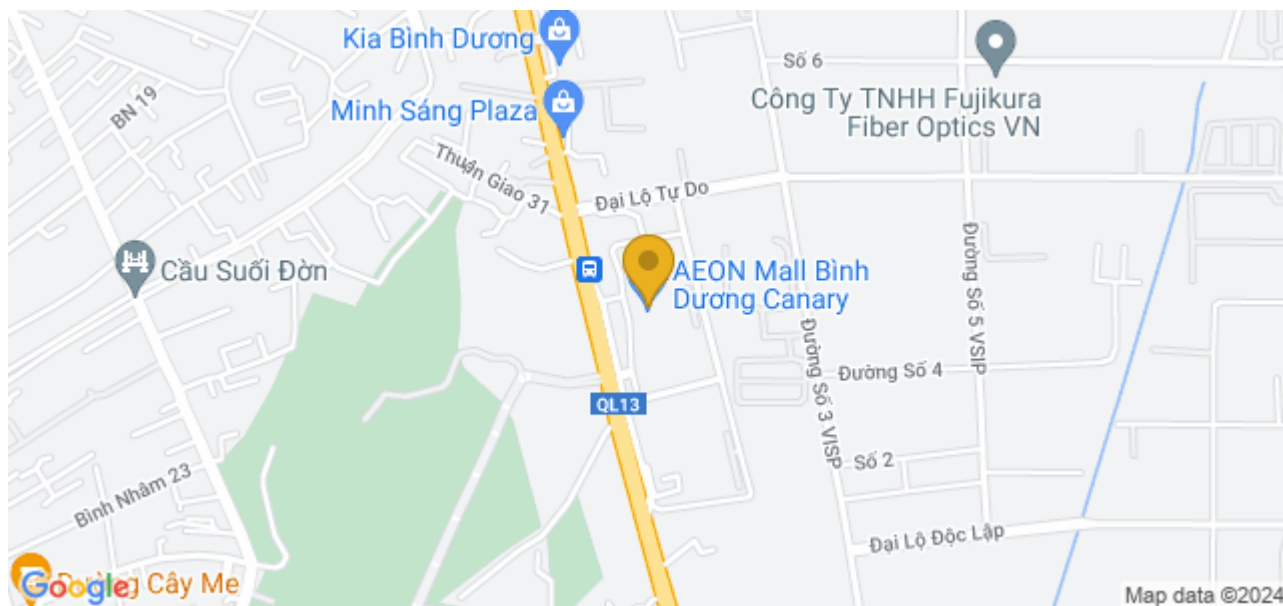 Kia Bình Dương
Số 6
BN 19
Minh Sáng Plaza
Công Ty TNHH Fujikura
Fiber Optics VN
Thuận Giao 31
Đại Lộ Tự Do
Cầu Suối Đờn
AEON Mall Bình
Dương Canary
Đường Số 5 VSIP
Đường Số 3 VISP
Đường Số 4
QL13
Số 2
Bình Nhâm 23
Đại Lộ Độc Lập
Đường Cây Me
Google
Map data ©2024